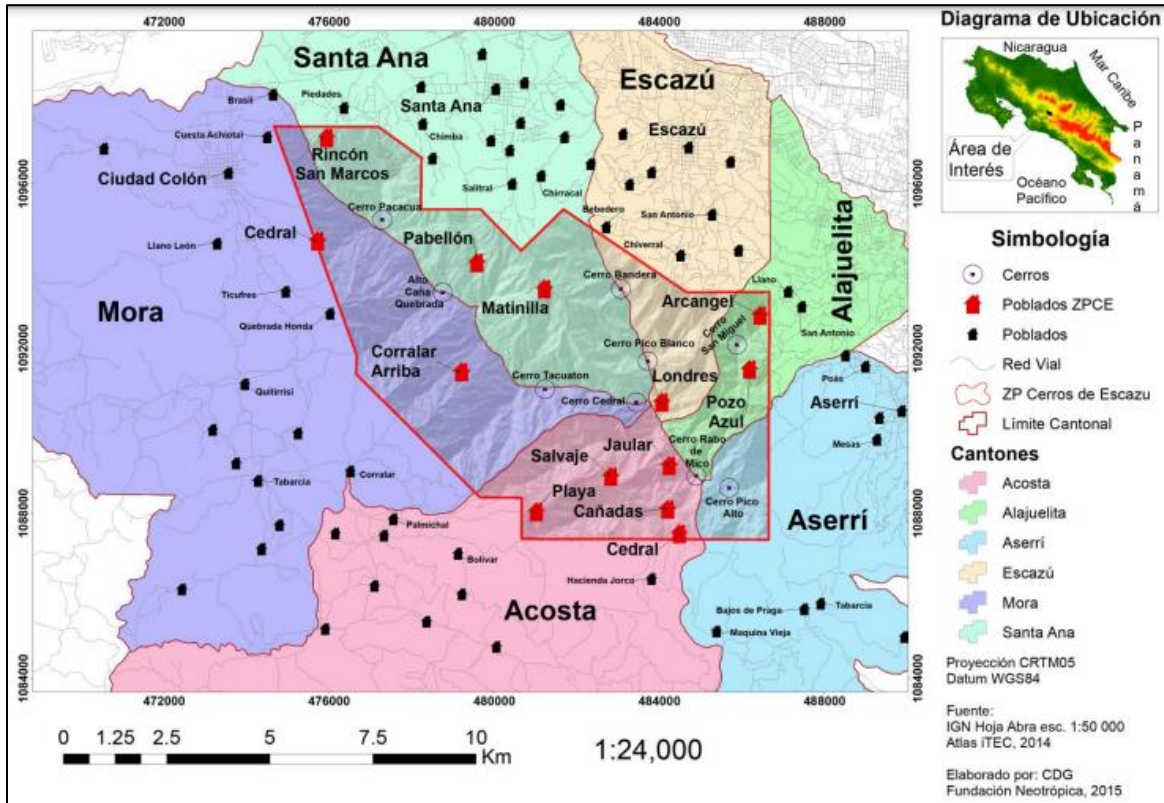 472000
476000
480000
484000
488000
1096000
1092000
1088000
1084000
Santa Ana
Escazú
Brasil
Piedades
Santa Ana
Cuesta Achiotal
Chimba
Escazú
Rincón
San Marcos
Ciudad Colón
Salitral
Chirracal
Bebedero
San Antonio
Cerro Pacacua
Cedral
Llano León
Pabellón
Chiverral
Alajuelita
Alto
Caña
Quebrada
Cerro Bandera
Llano
Mora
Ticufres
Matinilla
Arcangel
Quebrada Honda
Cerro
San Miguel
San Antonio
Corralar
Arriba
Cerro Pico Blanco
Poás
Quitirrisi
Cerro Tacuaton
Londres
Cerro Cedral
Pozo
Azul
Aserrí
Mesas
Salvaje
Jaular
Cerro Rabo
de
Mico
Tabarcia
Corralar
Playa
Cañadas
Cerro Pico
Alto
Palmichal
Aserrí
Cedral
Bolivar
Hacienda Jorco
Acosta
Bajos de Praga
Tabarcia
Maquina Vieja
1096000
1092000
1088000
1084000
472000
476000
480000
484000
488000
0 1.25 2.5 5 7.5 10
Km
1:24,000
Diagrama de Ubicación
Nicaragua
Mar Caribe
Panamá
Área de
Interés
Océano
Pacífico
Simbología
Cerros
Poblados ZPCE
Poblados
Red Vial
ZP Cerros de Escazu
Límite Cantonal
Cantones
Acosta
Alajuelita
Aserrí
Escazú
Mora
Santa Ana
Proyección CRTM05
Datum WGS84
Fuente:
IGN Hoja Abra esc. 1:50 000
Atlas iTEC, 2014
Elaborado por: CDG
Fundación Neotrópica, 2015